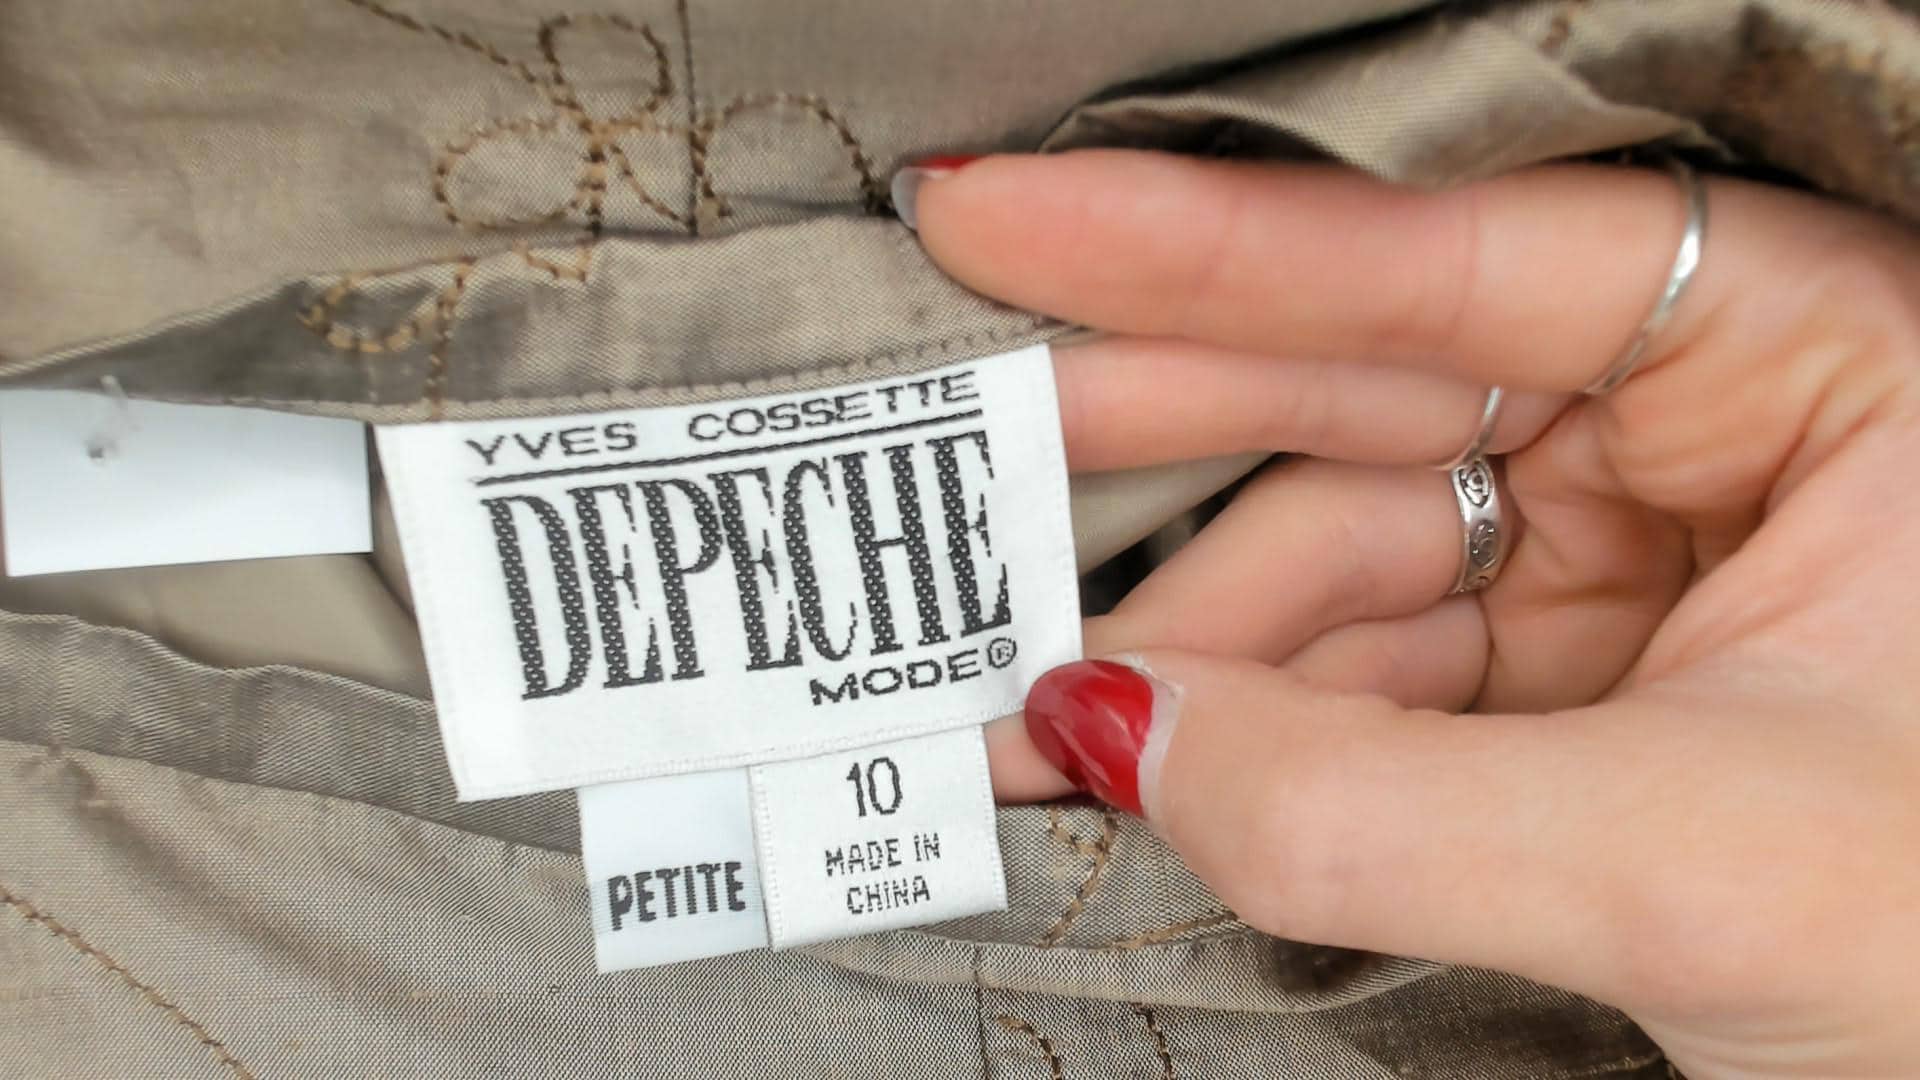 YVES COSSETTE
DEPECHE
MODE®
PETITE
10
MADE IN
CHINA